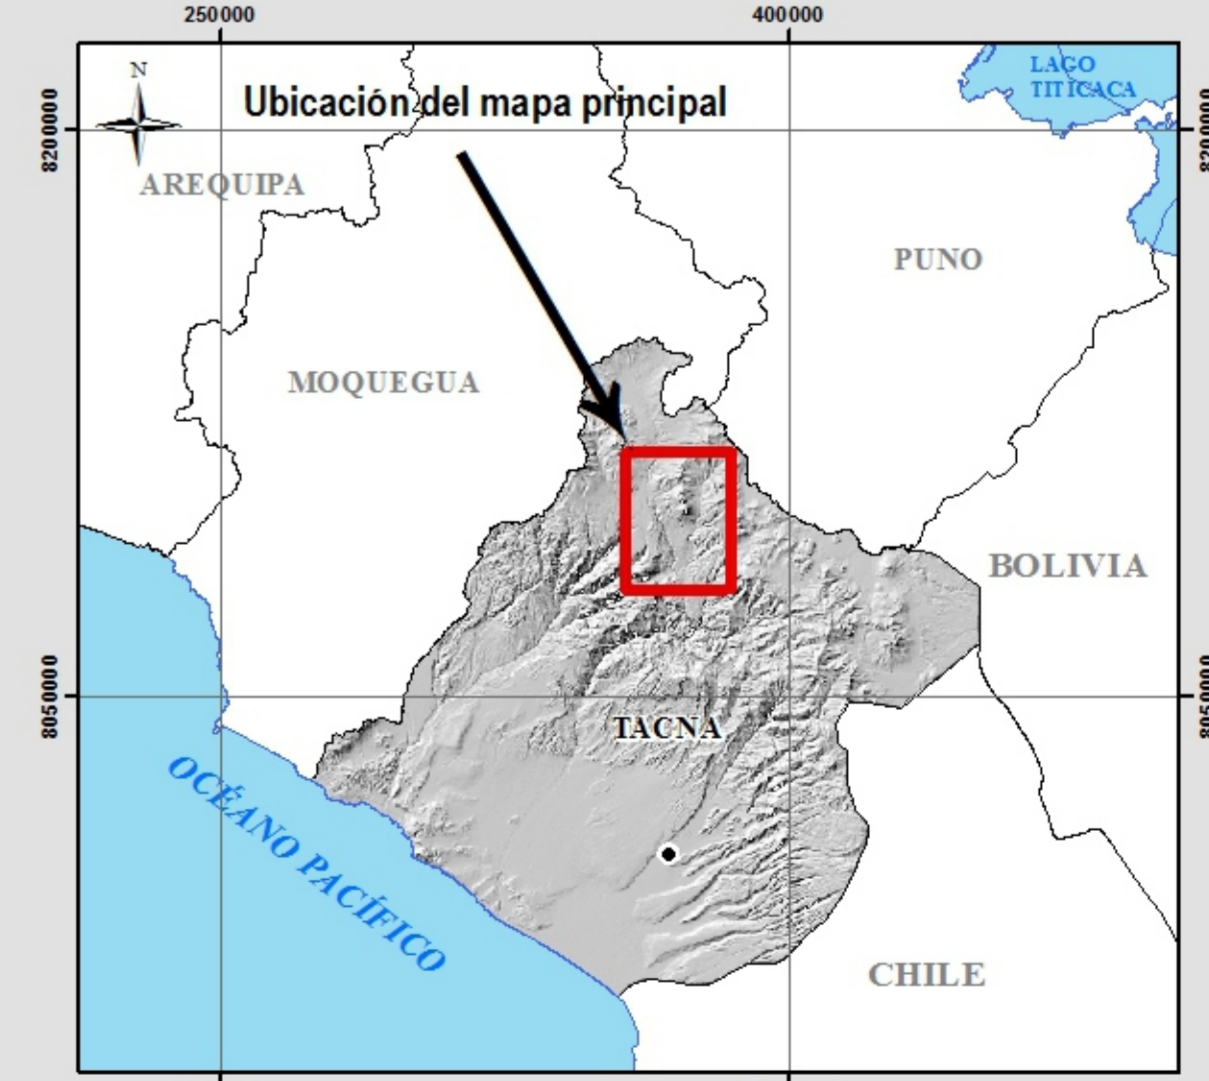 250000
400000
N
Ubicación del mapa principal
LAGO
TITICACA
8200000
8200000
AREQUIPA
PUNO
MOQUEGUA
BOLIVIA
8050000
8050000
TACNA
OCÉANO PACÍFICO
CHILE